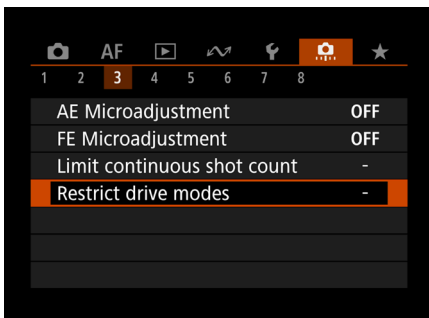 AF
1 2 3 4 5 6 7 8
AE Microadjustment OFF
FE Microadjustment OFF
Limit continuous shot count -
Restrict drive modes -